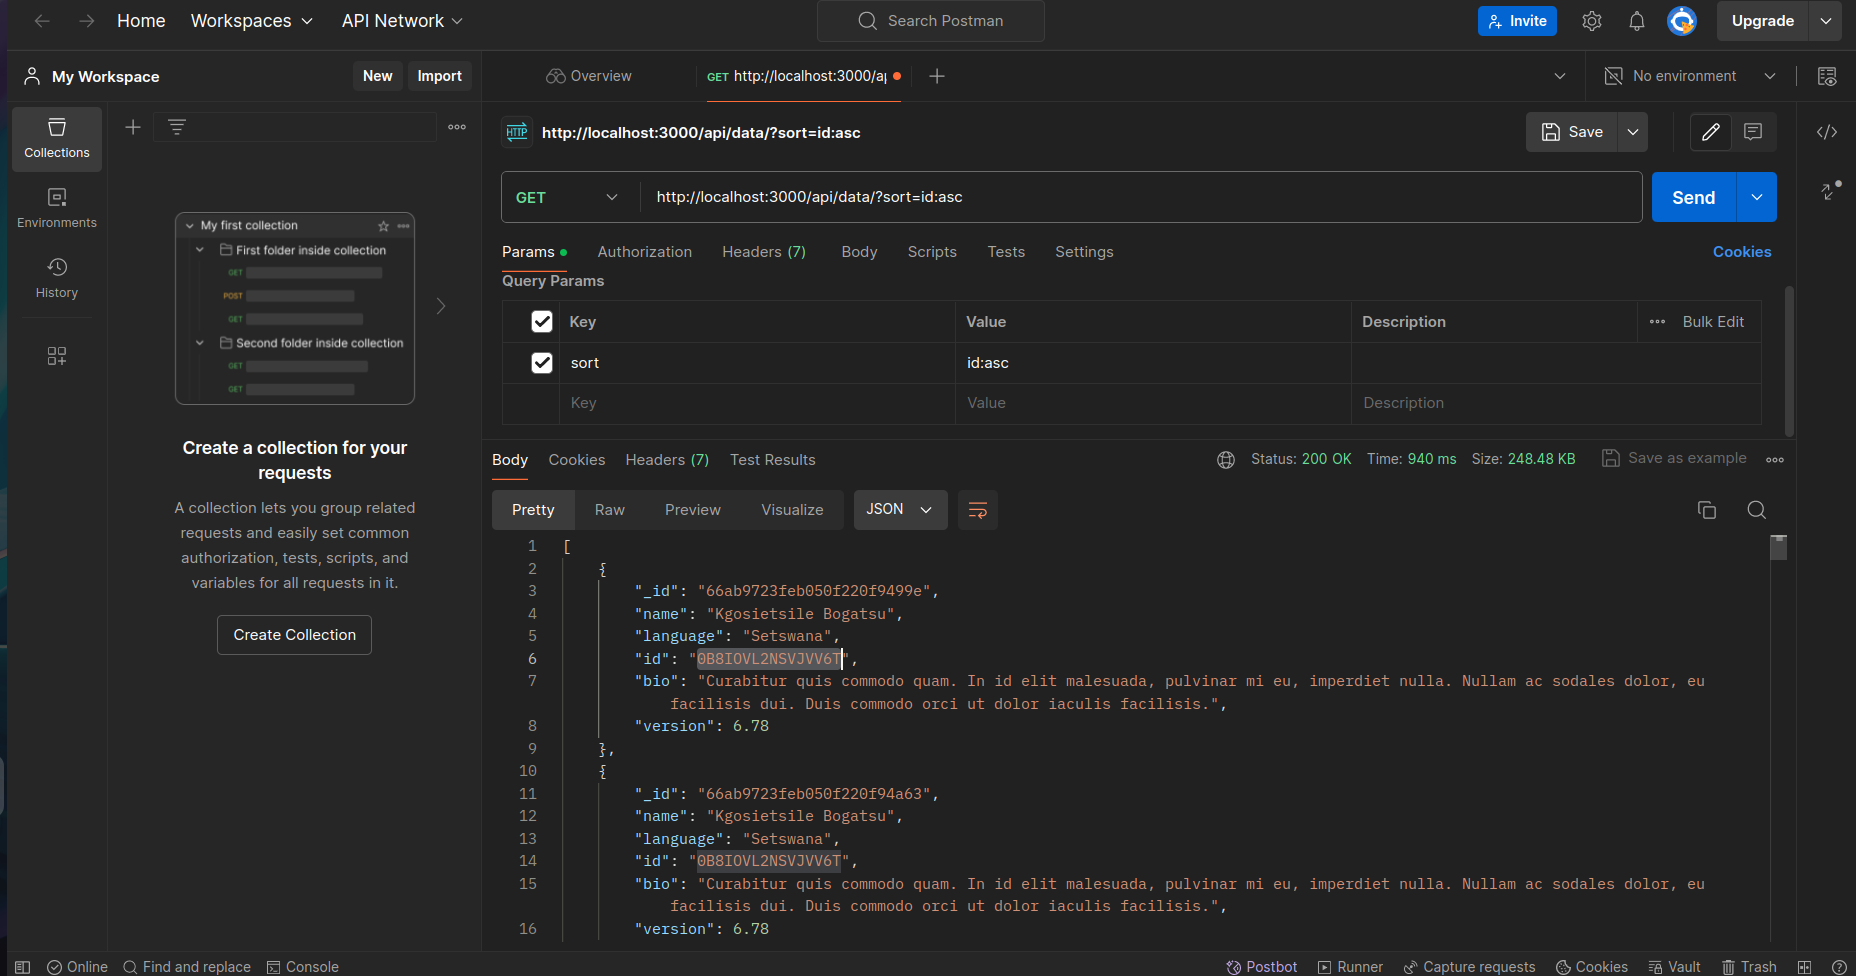 Home Workspaces API Network Search Postman Invite Upgrade
My Workspace New Import Overview GET http://localhost:3000/a No environment
Collections
Environments
History
My first collection
First folder inside collection
GET
POST
GET
Second folder inside collection
GET
GET
Create a collection for your
requests
A collection lets you group related
requests and easily set common
authorization, tests, scripts, and
variables for all requests in it.
Create Collection
HTTP http://localhost:3000/api/data/?sort=id:asc Save
GET http://localhost:3000/api/data/?sort=id:asc Send
Params Authorization Headers (7) Body Scripts Tests Settings Cookies
Query Params
Key Value Description Bulk Edit
sort id:asc
Key Value Description
Body Cookies Headers (7) Test Results Status: 200 OK Time: 940 ms Size: 248.48 KB Save as example
Pretty Raw Preview Visualize JSON
1 [
2 {
3 "_id": "66ab9723feb050f220f9499e",
4 "name": "Kgosietsile Bogatsu",
5 "language": "Setswana",
6 "id": "0B8IOVL2NSVJVV6T",
7 "bio": "Curabitur quis commodo quam. In id elit malesuada, pulvinar mi eu, imperdiet nulla. Nullam ac sodales dolor, eu
facilisis dui. Duis commodo orci ut dolor iaculis facilisis.",
8 "version": 6.78
9 },
10 {
11 "_id": "66ab9723feb050f220f94a63",
12 "name": "Kgosietsile Bogatsu",
13 "language": "Setswana",
14 "id": "0B8IOVL2NSVJVV6T",
15 "bio": "Curabitur quis commodo quam. In id elit malesuada, pulvinar mi eu, imperdiet nulla. Nullam ac sodales dolor, eu
facilisis dui. Duis commodo orci ut dolor iaculis facilisis.",
16 "version": 6.78
Online Find and replace Console Postbot Runner Capture requests Cookies Vault Trash